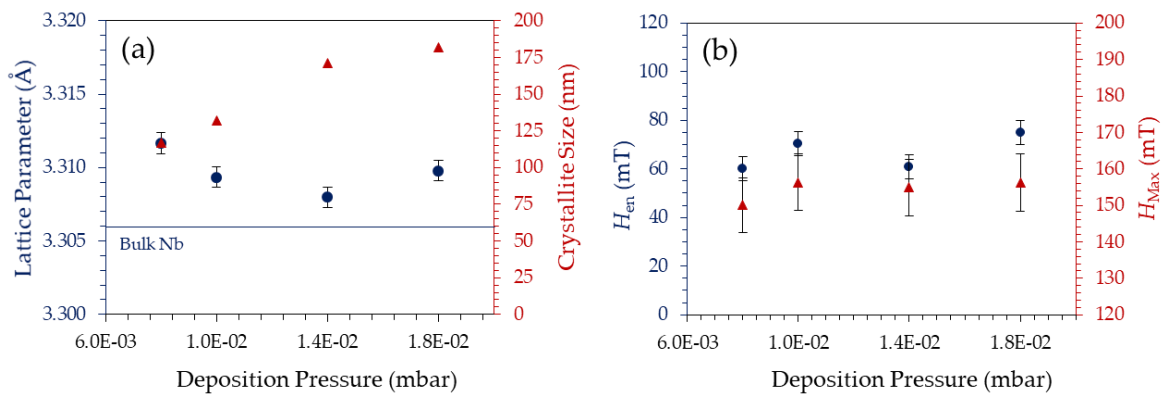 (a)
Lattice Parameter (Å)
3.320
3.315
3.310
3.305
3.300
Bulk Nb
200
175
150
125
100
75
50
25
0
Crystallite Size (nm)
6.0E-03 1.0E-02 1.4E-02 1.8E-02
Deposition Pressure (mbar)
(b)
Hen (mT)
120
100
80
60
40
20
0
200
190
180
170
160
150
140
130
120
HMax (mT)
6.0E-03 1.0E-02 1.4E-02 1.8E-02
Deposition Pressure (mbar)